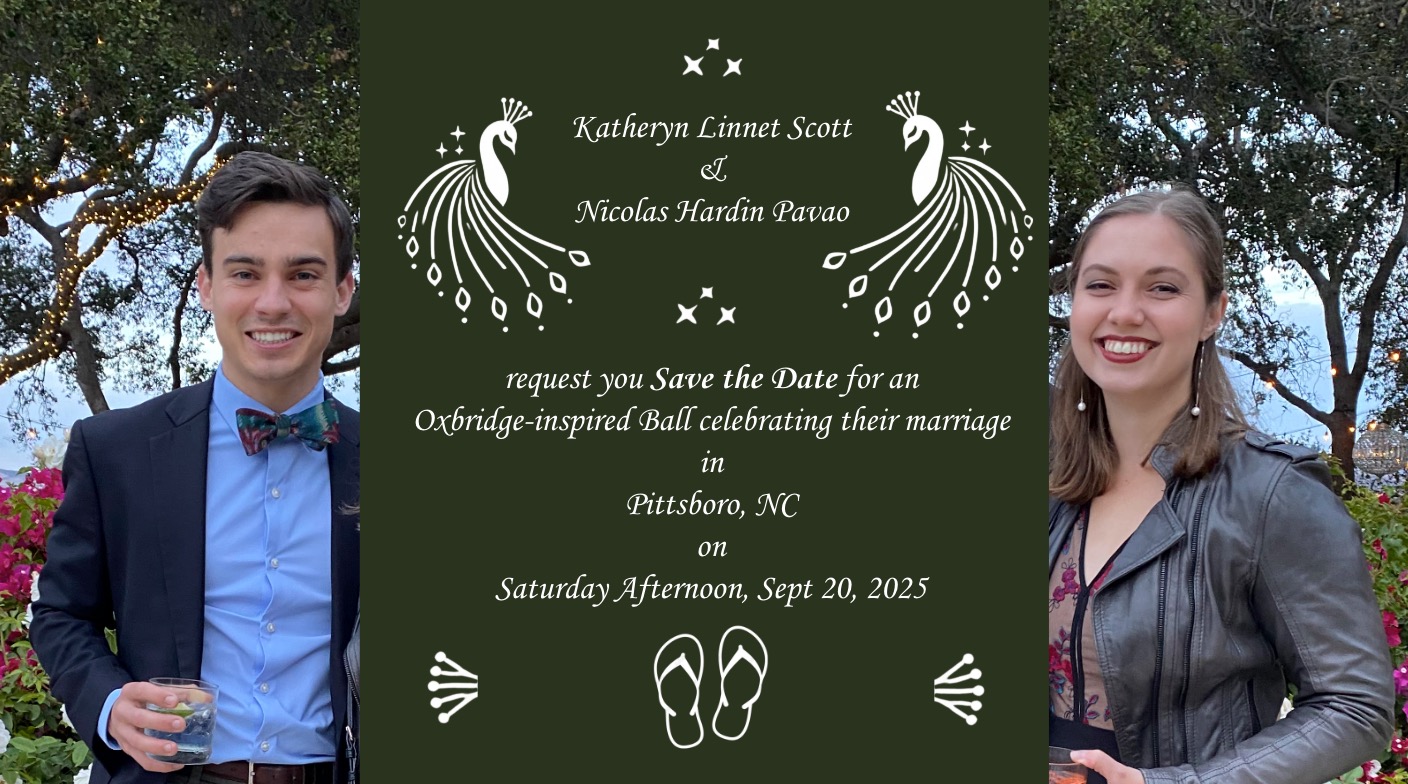 Katheryn Linnet Scott
&
Nicolas Hardin Pavao
request you Save the Date for an
Oxbridge-inspired Ball celebrating their marriage
in
Pittsboro, NC
on
Saturday Afternoon, Sept 20, 2025